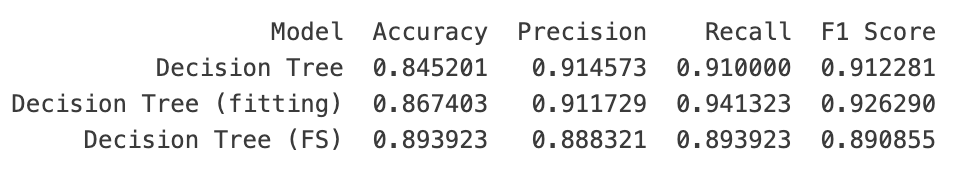 Model Accuracy Precision Recall F1 Score
Decision Tree 0.845201 0.914573 0.910000 0.912281
Decision Tree (fitting) 0.867403 0.911729 0.941323 0.926290
Decision Tree (FS) 0.893923 0.888321 0.893923 0.890855